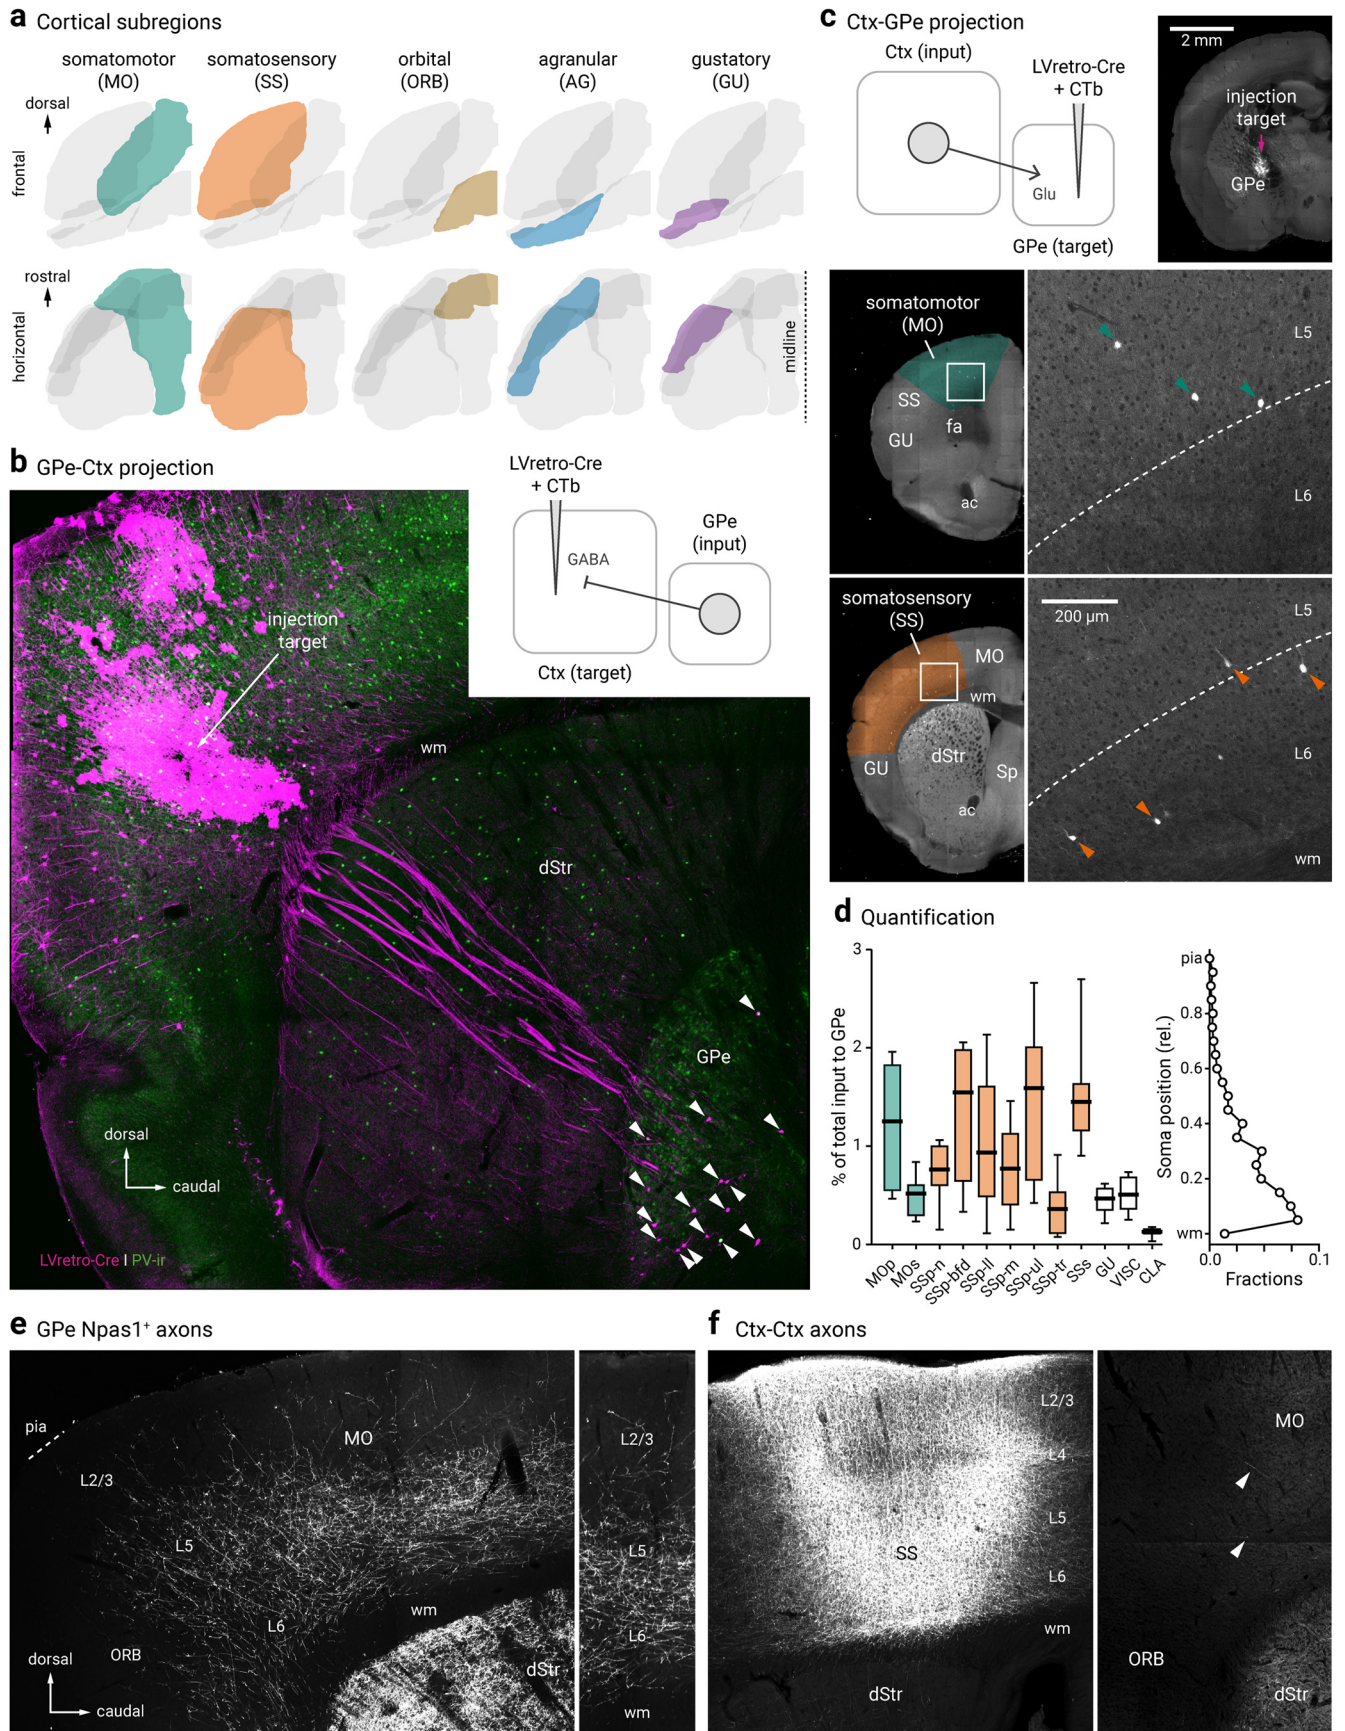 a Cortical subregions
somatomotor
(MO)
somatosensory
(SS)
orbital
(ORB)
agranular
(AG)
gustatory
(GU)
dorsal
frontal
rostral
horizontal
midline
b GPe-Ctx projection
LVretro-Cre
+ CTb
GABA
GPe
(input)
Ctx (target)
injection
target
wm
dStr
GPe
dorsal
caudal
LVretro-Cre I PV-ir
c Ctx-GPe projection
Ctx (input)
LVretro-Cre
+ CTb
Glu
GPe (target)
2 mm
injection
target
GPe
somatomotor
(MO)
SS
GU
fa
ac
L5
L6
somatosensory
(SS)
MO
wm
GU
dStr
Sp
ac
200 µm
L5
L6
wm
d Quantification
% of total input to GPe
3
2
1
0
MOp
MOs
SSp-n
SSp-bfd
SSp-ll
SSp-m
SSp-ul
SSp-tr
SSs
GU
VISC
CLA
Soma position (rel.)
pia
0.8
0.6
0.4
0.2
wm
0.0
0.1
Fractions
e GPe Npas1⁺ axons
pia
MO
L2/3
L5
L6
wm
ORB
dStr
dorsal
caudal
L2/3
L5
L6
wm
f Ctx-Ctx axons
L2/3
L4
L5
SS
L6
wm
dStr
MO
ORB
dStr